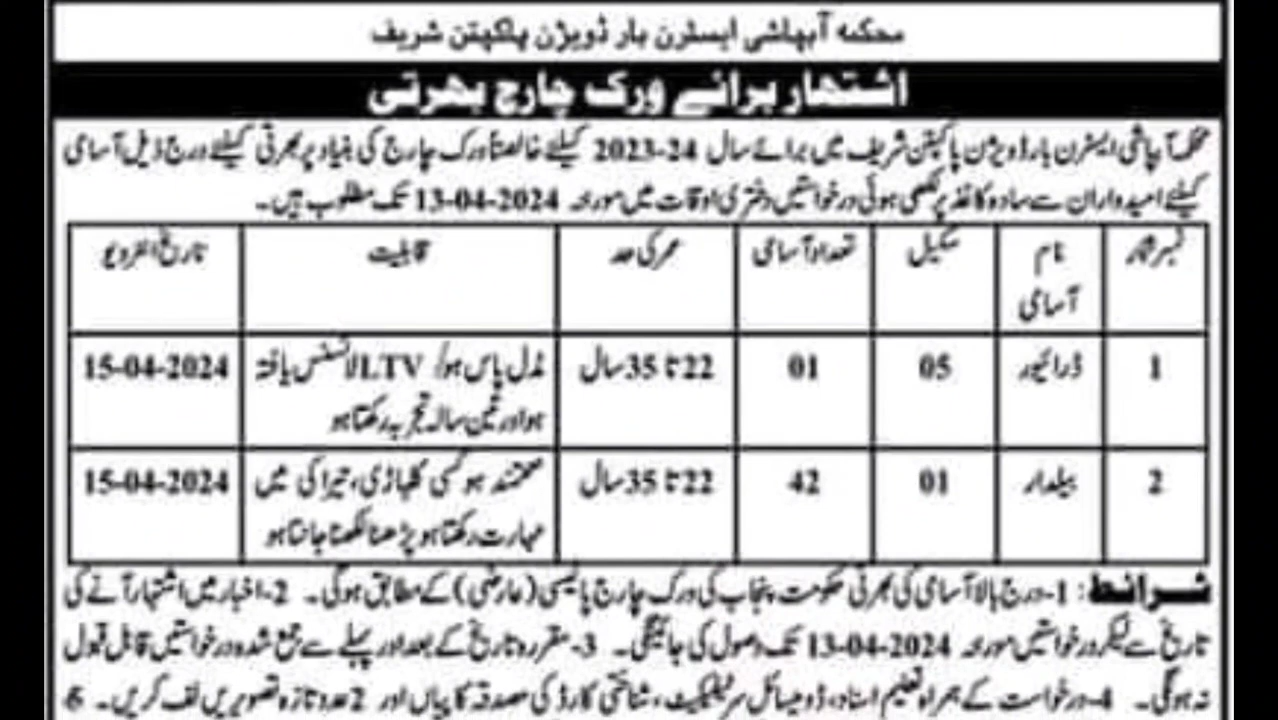 محکمہ آبپاشی ایسٹرن بار ڈویژن پاکپتن شریف
اشتہار برائے ورک چارج بھرتی
محکمہ آبپاشی ایسٹرن بار ڈویژن پاکپتن شریف میں برائے سال 24-2023 کیلئے خالصتاً ورک چارج کی بنیاد پر بھرتی کیلئے درج ذیل آسامی
کیلئے امیدواران سے سادہ کاغذ پر لکھی ہوئی درخواستیں دفتری اوقات میں مورخہ 13-04-2024 تک مطلوب ہیں۔
نمبر شمار نام سکیل تعداد آسامی عمر کی حد قابلیت تاریخ انٹرویو
آسامی
1 ڈرائیور 05 01 22 تا 35 سال مڈل پاس ہو/ LTV لائسنس یافتہ 15-04-2024
ہو اور تین سالہ تجربہ رکھتا ہو
2 بیلدار 01 42 22 تا 35 سال صحتمند ہو کسی کلہاڑی، تیراکی میں 15-04-2024
مہارت رکھتا ہو پڑھنا لکھنا جانتا ہو
شرائط: 1-درج بالا آسامی کی بھرتی حکومت پنجاب کی ورک چارج پالیسی (عارضی) کے مطابق ہوگی۔ 2-اخبار میں اشتہار آنے کی
تاریخ سے لیکر درخواستیں مورخہ 13-04-2024 تک وصول کی جائیگی۔ 3-مقررہ تاریخ کے بعد اور پہلے سے جمع شدہ درخواستیں قابل قبول
نہ ہوگی۔ 4-درخواست کے ہمراہ تعلیمی اسناد، ڈومیسائل سرٹیفکیٹ، شناختی کارڈ کی مصدقہ کاپیاں اور 2 عدد تازہ تصویریں لف کریں۔ 6